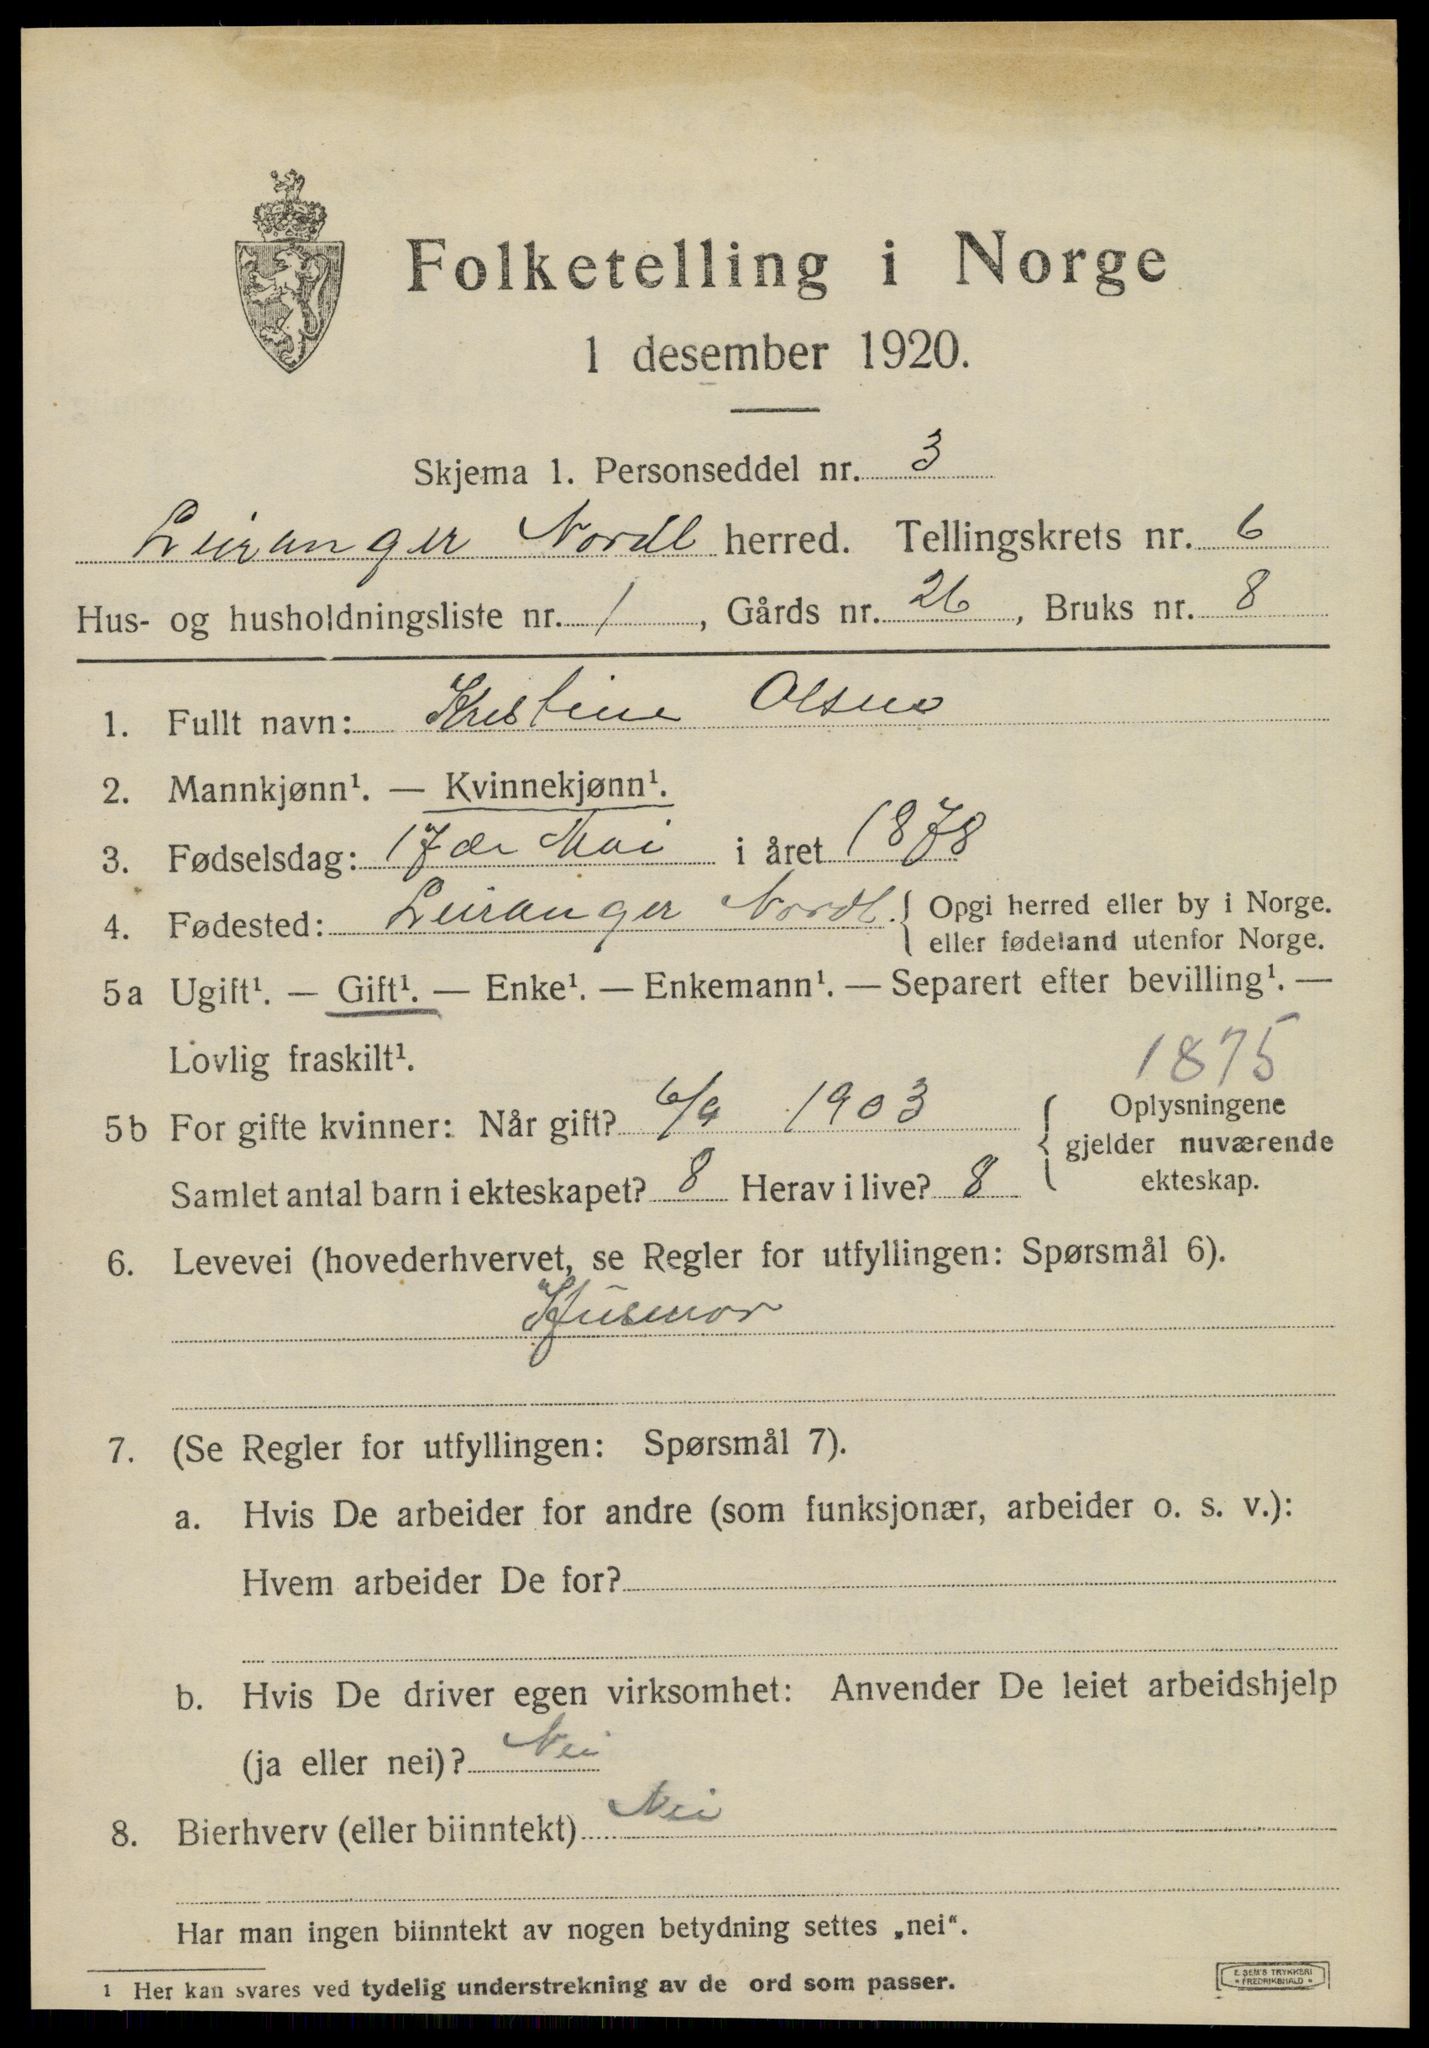 Folketelling i Norge
1 desember 1920.
Skjema 1. Personseddel nr. 3
Leiranger Nordl herred. Tellingskrets nr. 6
Hus- og husholdningsliste nr. 1, Gårds nr. 26, Bruks nr. 8
1. Fullt navn: Kristine Olsen
2. Mannkjønn¹. — Kvinnekjønn¹.
3. Fødselsdag: 17de Mai i året 1878
4. Fødested: Leiranger Nordl. { Opgi herred eller by i Norge.
eller fødeland utenfor Norge.
5a Ugift¹. — Gift¹. — Enke¹. — Enkemann¹. — Separert efter bevilling¹. —
Lovlig fraskilt¹.
1875
5b For gifte kvinner: Når gift? 6/9 1903
Samlet antal barn i ekteskapet? 8 Herav i live? 8
{ Oplysningene
gjelder nuværende
ekteskap.
6. Levevei (hovederhvervet, se Regler for utfyllingen: Spørsmål 6).
Husmor
7. (Se Regler for utfyllingen: Spørsmål 7).
a. Hvis De arbeider for andre (som funksjonær, arbeider o. s. v.):
Hvem arbeider De for?
b. Hvis De driver egen virksomhet: Anvender De leiet arbeidshjelp
(ja eller nei)? Nei
8. Bierhverv (eller biinntekt) Nei
Har man ingen biinntekt av nogen betydning settes „nei“.
1 Her kan svares ved tydelig understrekning av de ord som passer.
E. SEM'S TRYKKERI
* FREDRIKSHALD *